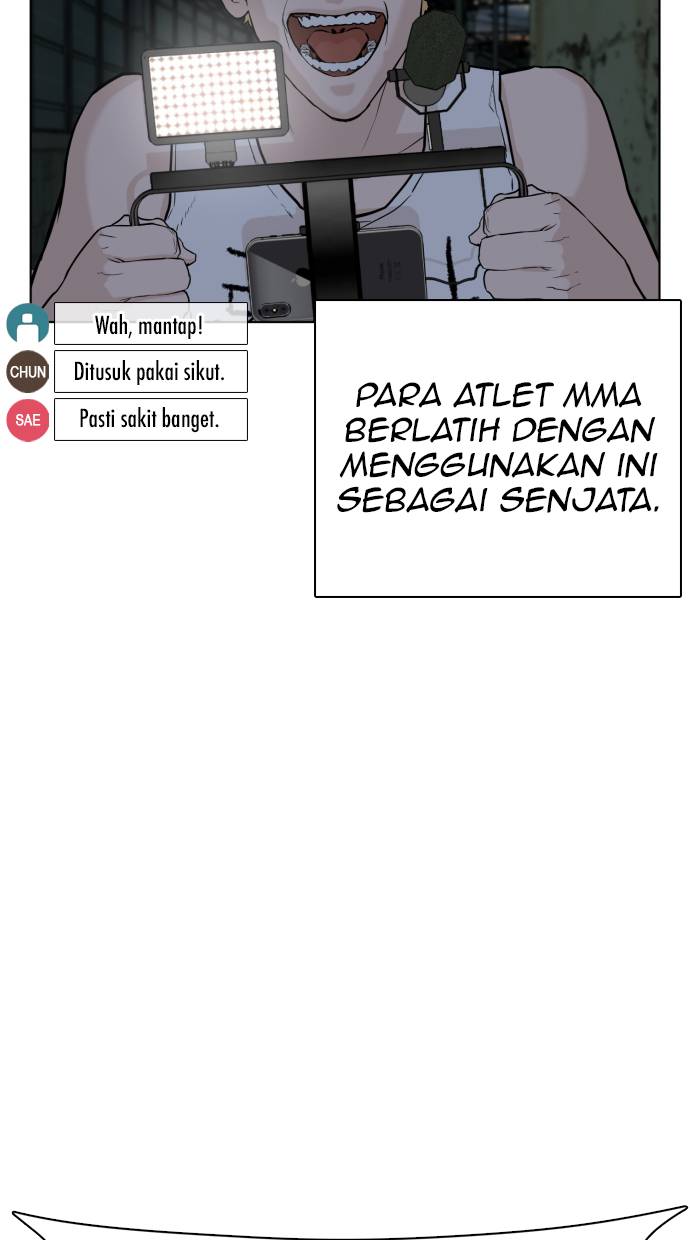 Wah, mantap!
CHUN
Ditusuk pakai sikut.
SAE
Pasti sakit banget.
PARA ATLET MMA
BERLATIH DENGAN
MENGGUNAKAN INI
SEBAGAI SENJATA.